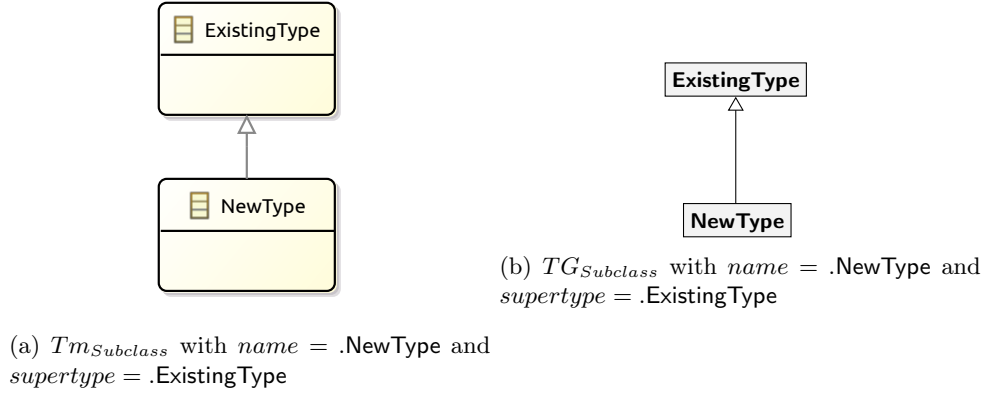 ExistingType
NewType
ExistingType
NewType
(b) TG_Subclass with name = .NewType and
supertype = .ExistingType
(a) Tm_Subclass with name = .NewType and
supertype = .ExistingType